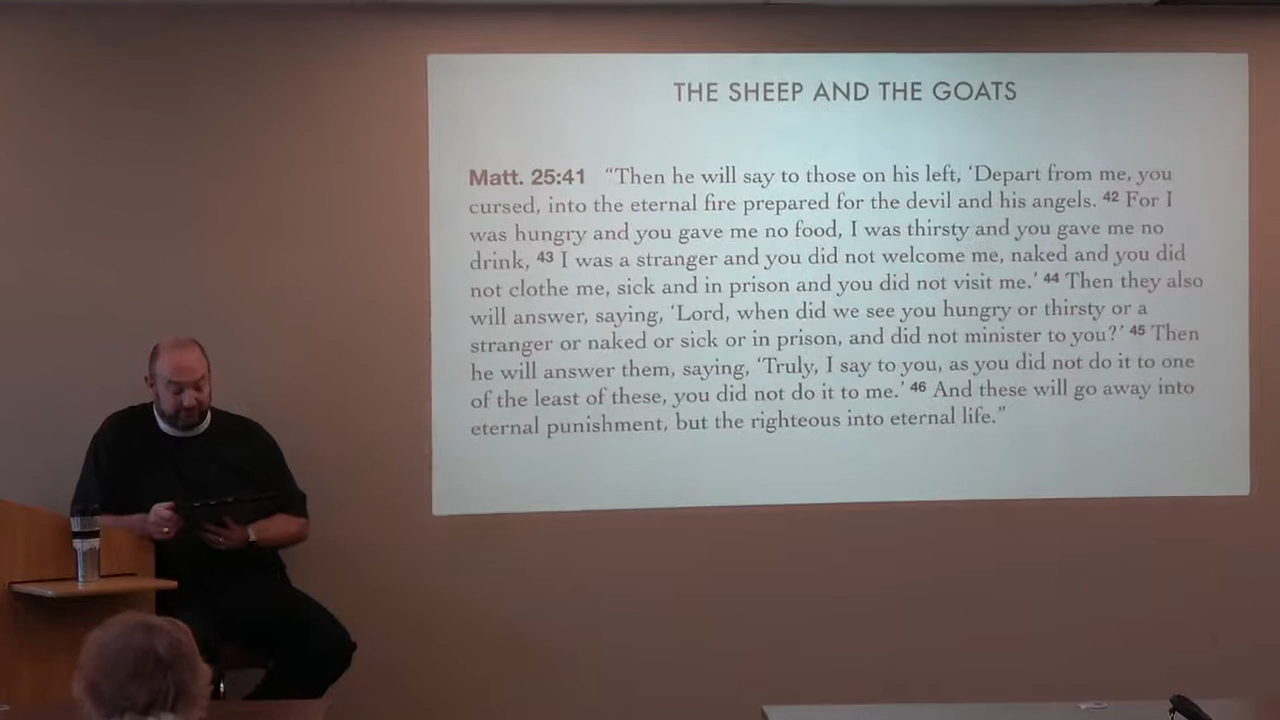 THE SHEEP AND THE GOATS
Matt. 25:41 “Then he will say to those on his left, ‘Depart from me, you
cursed, into the eternal fire prepared for the devil and his angels. 42 For I
was hungry and you gave me no food, I was thirsty and you gave me no
drink, 43 I was a stranger and you did not welcome me, naked and you did
not clothe me, sick and in prison and you did not visit me.’ 44 Then they also
will answer, saying, ‘Lord, when did we see you hungry or thirsty or a
stranger or naked or sick or in prison, and did not minister to you?’ 45 Then
he will answer them, saying, ‘Truly, I say to you, as you did not do it to one
of the least of these, you did not do it to me.’ 46 And these will go away into
eternal punishment, but the righteous into eternal life.”